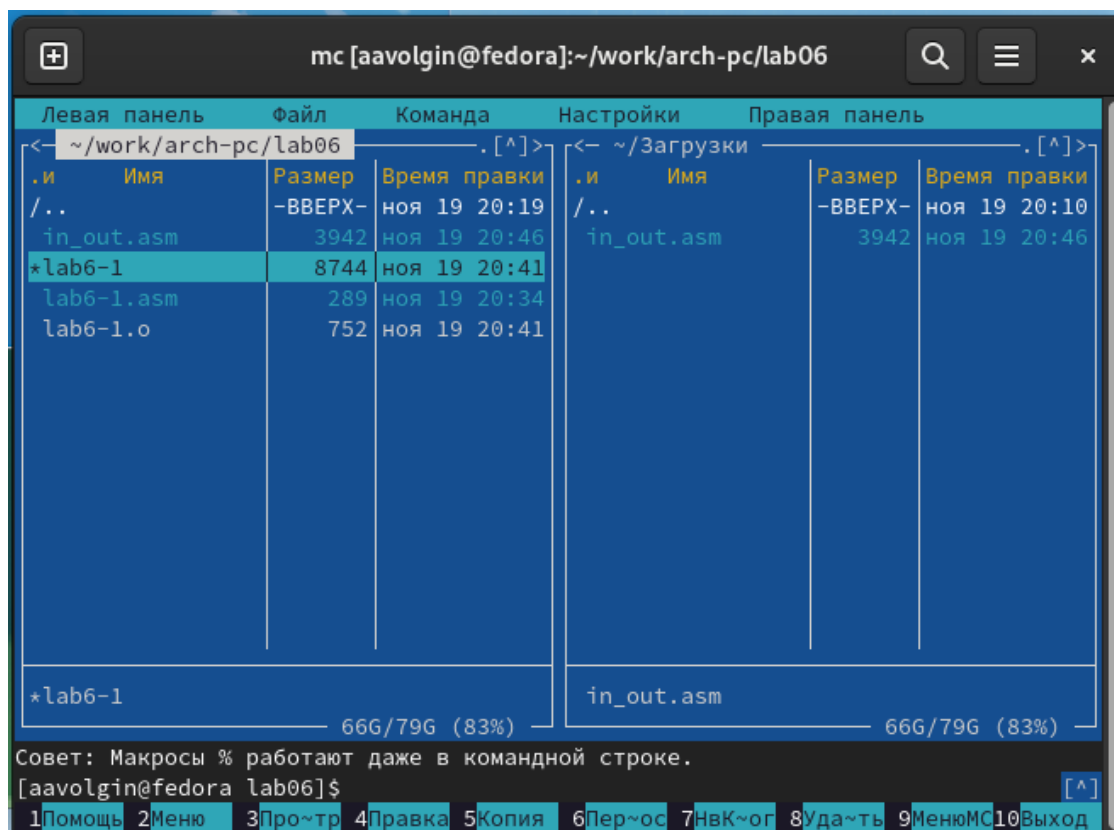 mc [aavolgin@fedora]:~/work/arch-pc/lab06
Левая панель Файл Команда Настройки Правая панель
<— ~/work/arch-pc/lab06 .[^]> <— ~/Загрузки .[^]>
.и Имя Размер Время правки .и Имя Размер Время правки
/.. -ВВЕРХ- ноя 19 20:19 /.. -ВВЕРХ- ноя 19 20:10
in_out.asm 3942 ноя 19 20:46 in_out.asm 3942 ноя 19 20:46
*lab6-1 8744 ноя 19 20:41
lab6-1.asm 289 ноя 19 20:34
lab6-1.o 752 ноя 19 20:41
*lab6-1 in_out.asm
66G/79G (83%) 66G/79G (83%)
Совет: Макросы % работают даже в командной строке.
[aavolgin@fedora lab06]$ [^]
1Помощь 2Меню 3Про~тр 4Правка 5Копия 6Пер~ос 7НвК~ог 8Уда~ть 9МенюМС10Выход